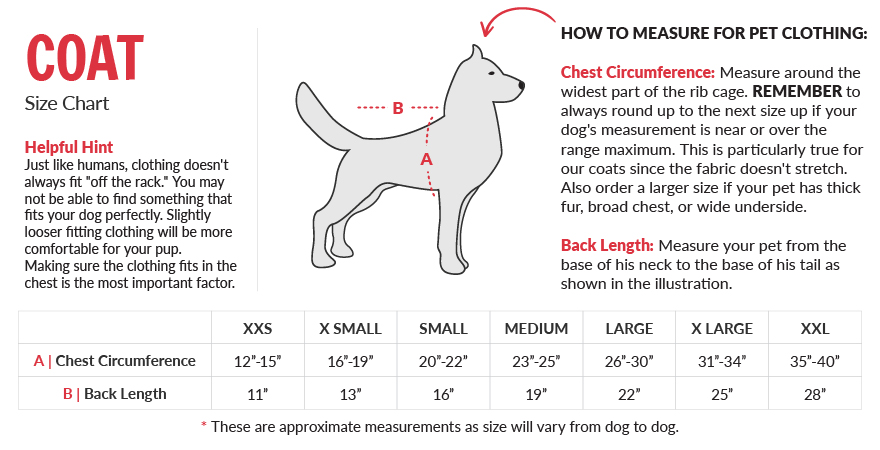 COAT
Size Chart
Helpful Hint
Just like humans, clothing doesn't
always fit "off the rack." You may
not be able to find something that
fits your dog perfectly. Slightly
looser fitting clothing will be more
comfortable for your pup.
Making sure the clothing fits in the
chest is the most important factor.
B
A
HOW TO MEASURE FOR PET CLOTHING:
Chest Circumference: Measure around the
widest part of the rib cage. REMEMBER to
always round up to the next size up if your
dog's measurement is near or over the
range maximum. This is particularly true for
our coats since the fabric doesn't stretch.
Also order a larger size if your pet has thick
fur, broad chest, or wide underside.
Back Length: Measure your pet from the
base of his neck to the base of his tail as
shown in the illustration.
XXS X SMALL SMALL MEDIUM LARGE X LARGE XXL
A | Chest Circumference 12”-15” 16”-19” 20”-22” 23”-25” 26”-30” 31”-34” 35”-40”
B | Back Length 11” 13” 16” 19” 22” 25” 28”
* These are approximate measurements as size will vary from dog to dog.